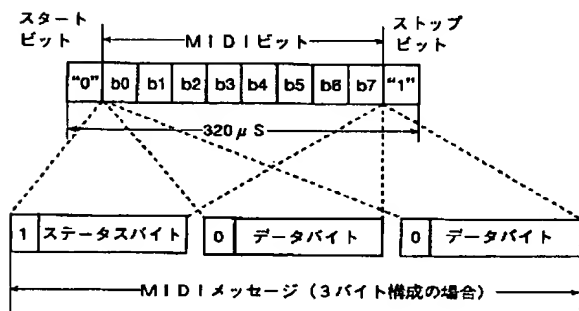 スタート
ビット
MIDIビット
ストップ
ビット
"0" b0 b1 b2 b3 b4 b5 b6 b7 "1"
320μS
1 ステータスバイト 0 データバイト 0 データバイト
MIDIメッセージ（3バイト構成の場合）